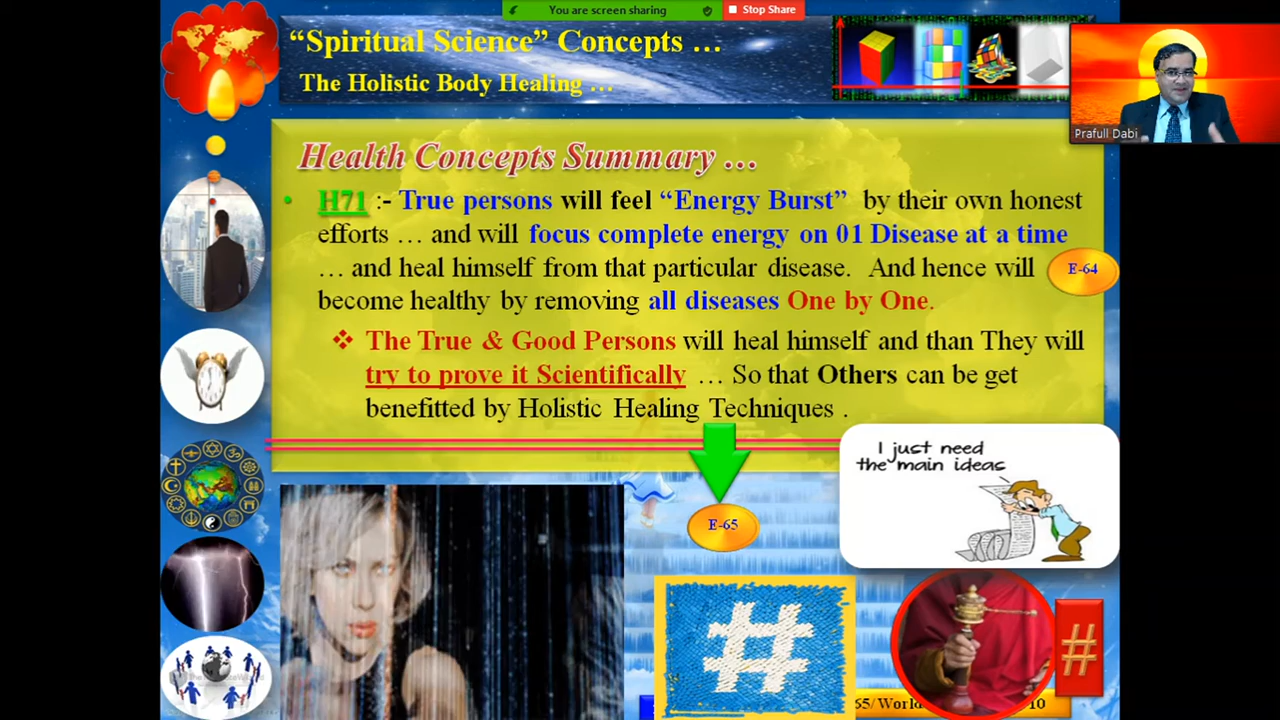 You are screen sharing
Stop Share
“Spiritual Science” Concepts …
The Holistic Body Healing …
Prafull Dabi
Health Concepts Summary …
• H71 :- True persons will feel “Energy Burst” by their own honest
efforts … and will focus complete energy on 01 Disease at a time
… and heal himself from that particular disease. And hence will
become healthy by removing all diseases One by One.
E-64
❖ The True & Good Persons will heal himself and than They will
try to prove it Scientifically … So that Others can be get
benefitted by Holistic Healing Techniques .
I just need
the main ideas
E-65
#
#
65/ World
10